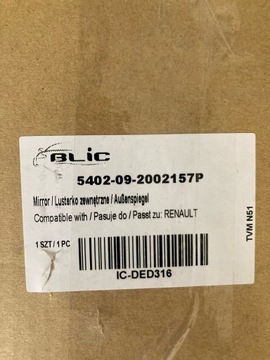 BLIC
5402-09-2002157P
Mirror / Lusterko zewnętrzne / Außenspiegel
Compatible with / Pasuje do / Passt zu: RENAULT
1 SZT / 1 PC
IC-DED316
TVM N51